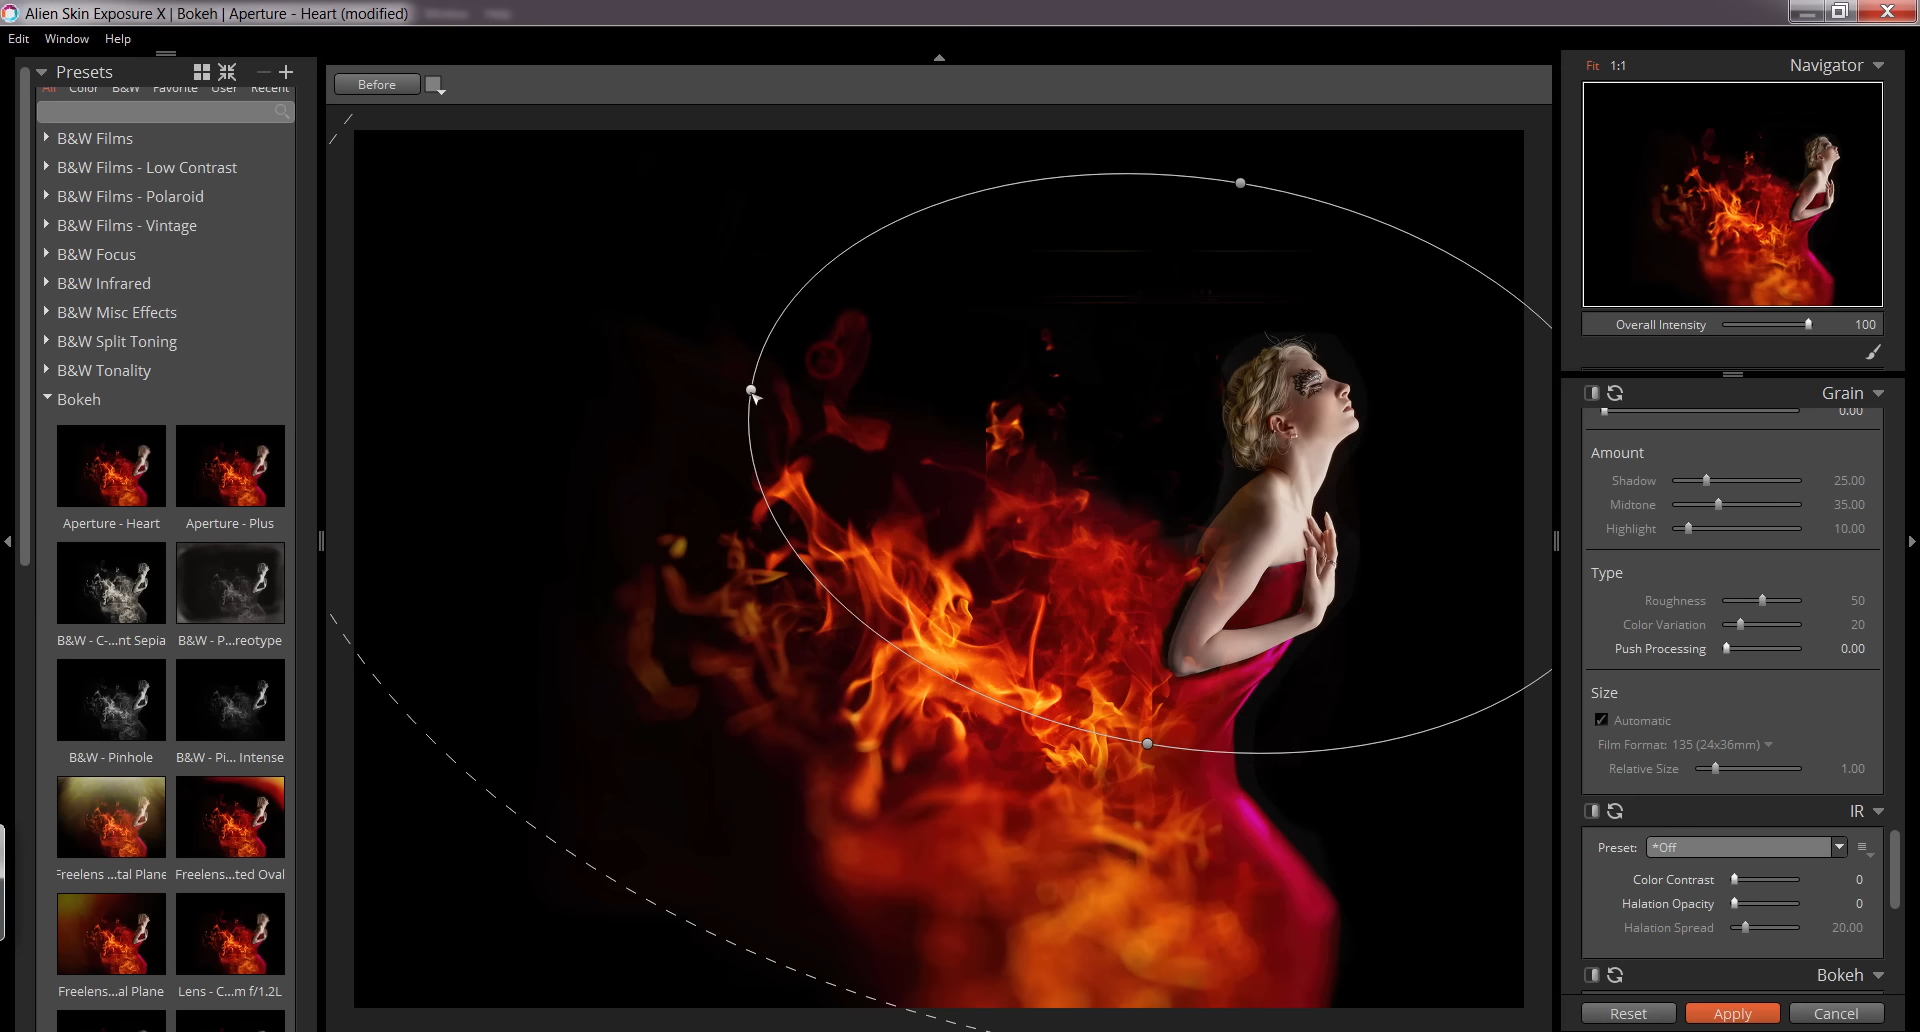 Alien Skin Exposure X | Bokeh | Aperture - Heart (modified)
Edit Window Help
Presets
All Color B&W Favorite User Recent
B&W Films
B&W Films - Low Contrast
B&W Films - Polaroid
B&W Films - Vintage
B&W Focus
B&W Infrared
B&W Misc Effects
B&W Split Toning
B&W Tonality
Bokeh
Aperture - Heart Aperture - Plus
B&W - C-...nt Sepia B&W - P...reotype
B&W - Pinhole B&W - Pi... Intense
Freelens ...tal Plane Freelens...ted Oval
Freelens...al Plane Lens - C...m f/1.2L
Before
Fit 1:1 Navigator
Overall Intensity 100
Grain
0.00
Amount
Shadow 25.00
Midtone 35.00
Highlight 10.00
Type
Roughness 50
Color Variation 20
Push Processing 0.00
Size
Automatic
Film Format: 135 (24x36mm)
Relative Size 1.00
IR
Preset: *Off
Color Contrast 0
Halation Opacity 0
Halation Spread 20.00
Bokeh
Reset Apply Cancel